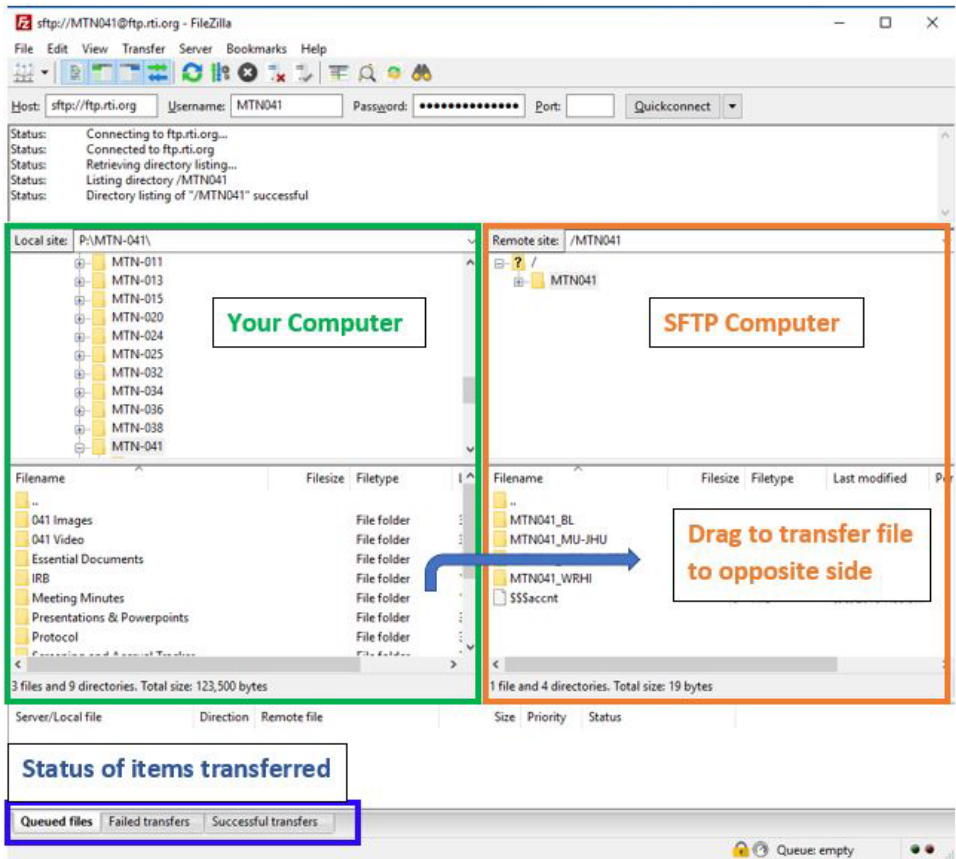 sftp://MTN041@ftp.rti.org - FileZilla
File Edit View Transfer Server Bookmarks Help
Host: sftp://ftp.rti.org Username: MTN041 Password: ●●●●●●●●●●●●●● Port: Quickconnect
Status: Connecting to ftp.rti.org...
Status: Connected to ftp.rti.org
Status: Retrieving directory listing...
Status: Listing directory /MTN041
Status: Directory listing of "/MTN041" successful
Local site: P:\MTN-041\
MTN-011
MTN-013
MTN-015
MTN-020
MTN-024
MTN-025
MTN-032
MTN-034
MTN-036
MTN-038
MTN-041
Your Computer
Remote site: /MTN041
? /
MTN041
SFTP Computer
Filename Filesize Filetype
..
041 Images File folder
041 Video File folder
Essential Documents File folder
IRB File folder
Meeting Minutes File folder
Presentations & Powerpoints File folder
Protocol File folder
Screening and Accrual Tracker File folder
3 files and 9 directories. Total size: 123,500 bytes
Filename Filesize Filetype Last modified Per
..
MTN041_BL
MTN041_MU-JHU
MTN041_WRHI
$$$accnt
Drag to transfer file
to opposite side
1 file and 4 directories. Total size: 19 bytes
Server/Local file Direction Remote file Size Priority Status
Status of items transferred
Queued files Failed transfers Successful transfers
Queue: empty